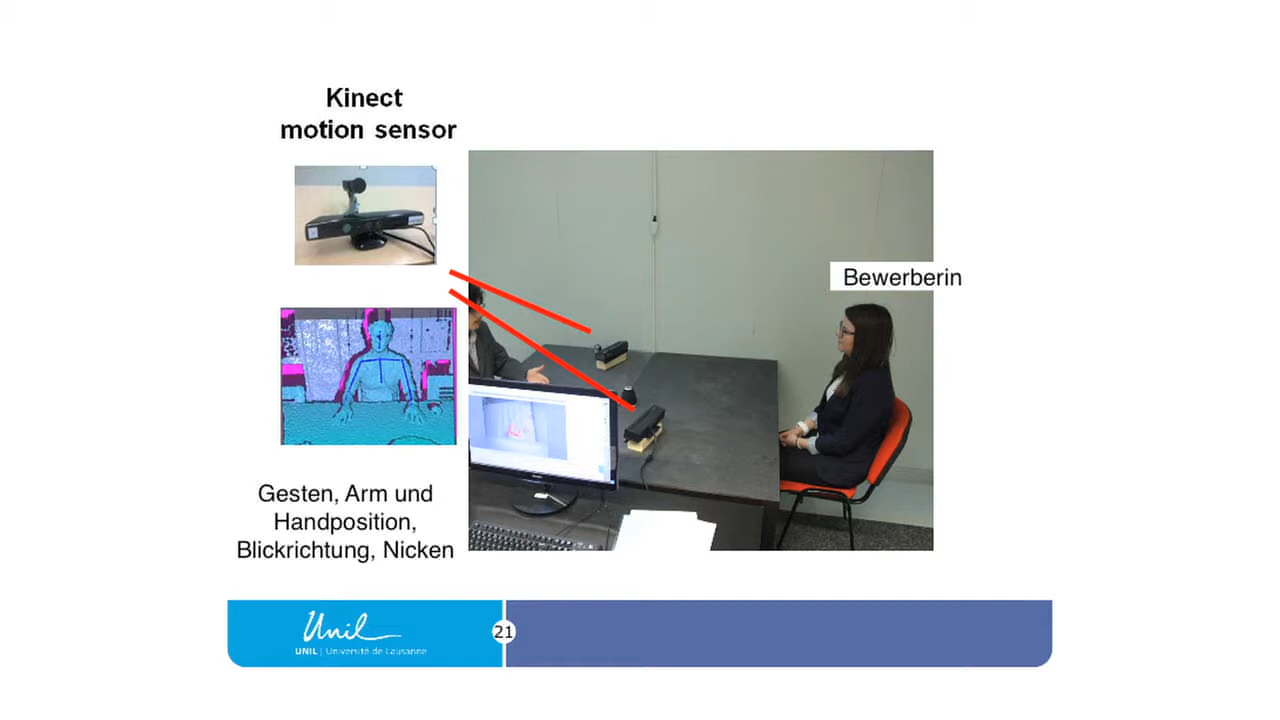 Kinect
motion sensor
Bewerberin
Gesten, Arm und
Handposition,
Blickrichtung, Nicken
Unil
UNIL | Université de Lausanne
21